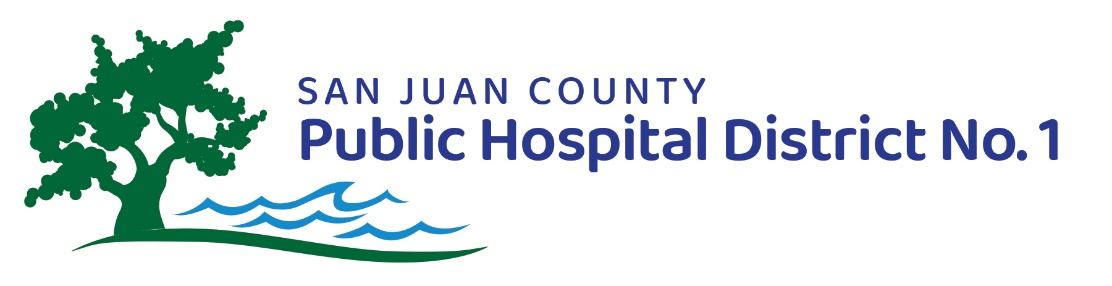 SAN JUAN COUNTY
Public Hospital District No. 1